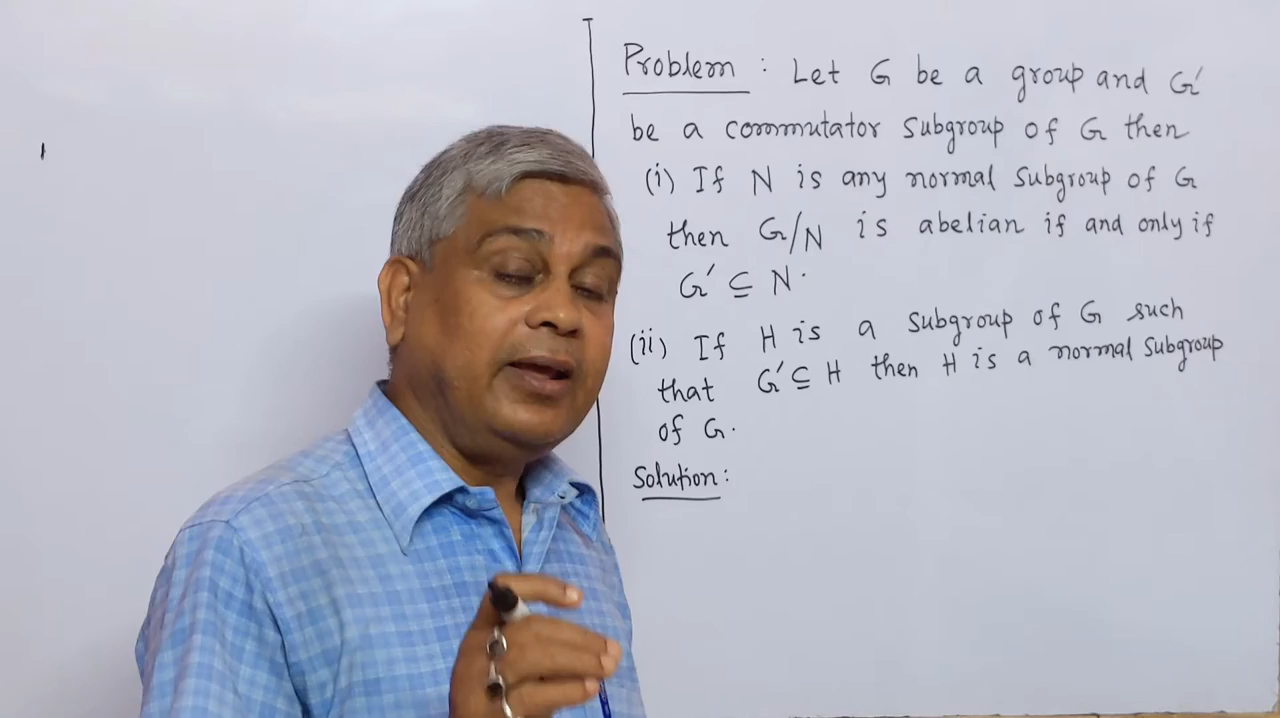 Problem : Let G be a group and G'
be a commutator subgroup of G then
(i) If N is any normal subgroup of G
then G/N is abelian if and only if
G' ⊆ N.
(ii) If H is a subgroup of G such
that G' ⊆ H then H is a normal subgroup
of G.
Solution: